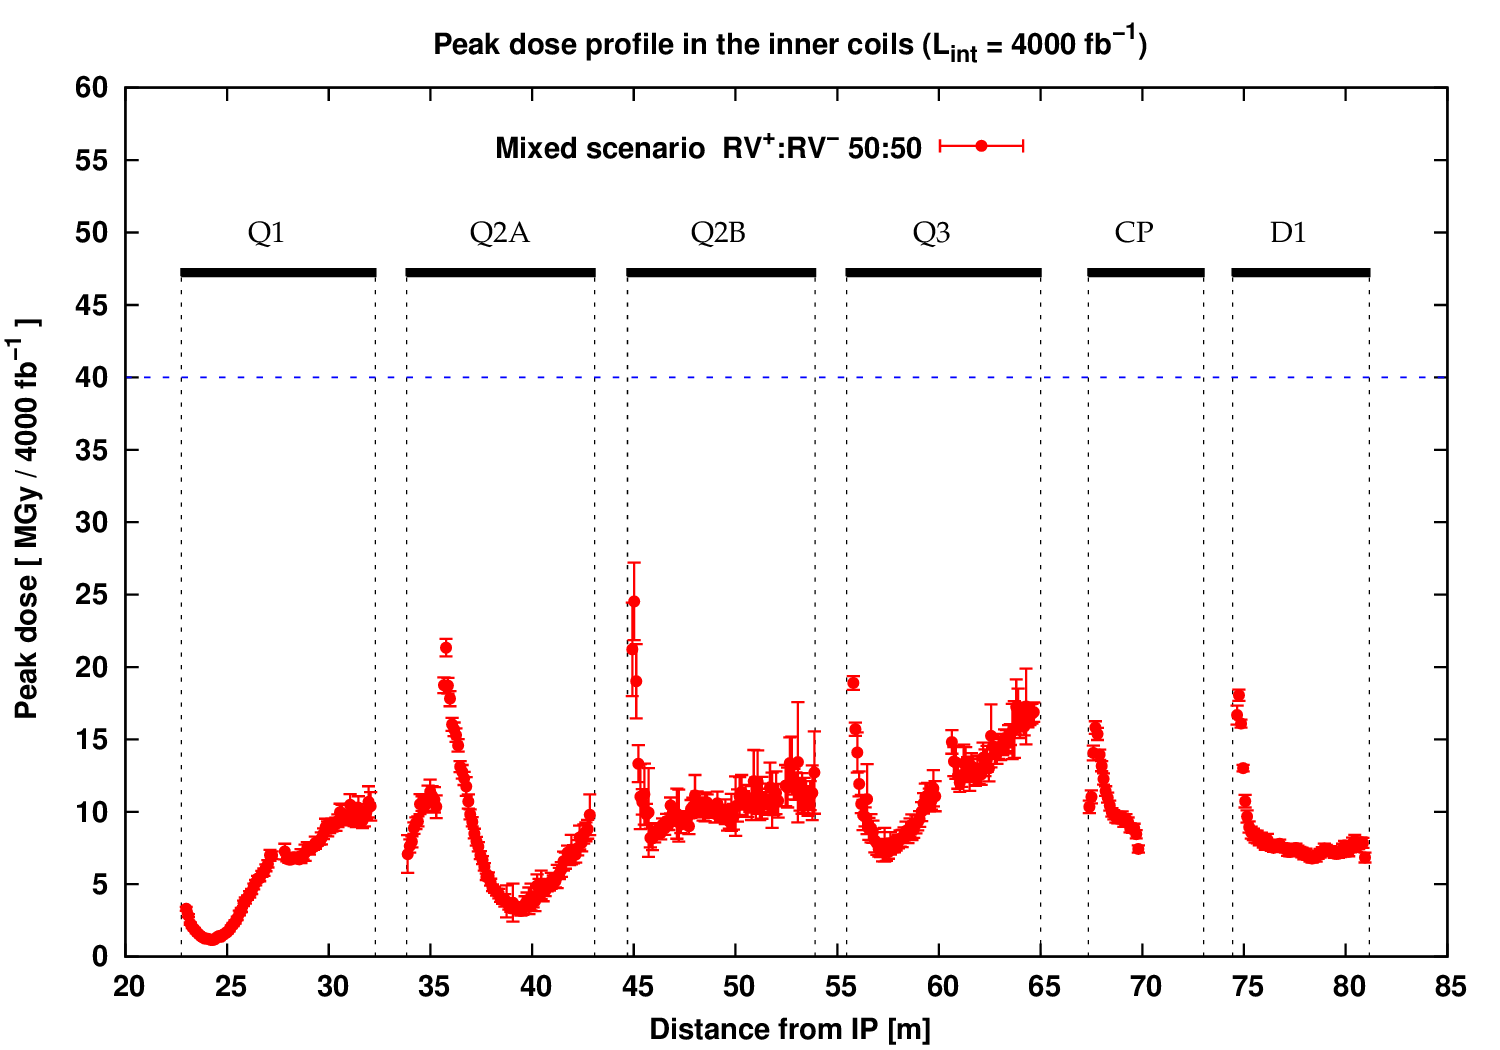 Peak dose profile in the inner coils (L_int = 4000 fb⁻¹)
Mixed scenario RV⁺:RV⁻ 50:50
Q1 Q2A Q2B Q3 CP D1
Peak dose [ MGy / 4000 fb⁻¹ ]
60
55
50
45
40
35
30
25
20
15
10
5
0
20 25 30 35 40 45 50 55 60 65 70 75 80 85
Distance from IP [m]